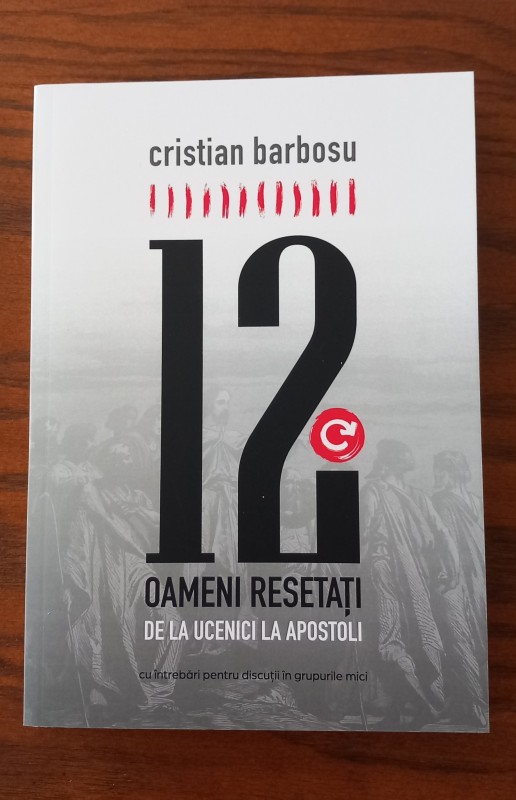 cristian barbosu
12
OAMENI RESETAȚI
DE LA UCENICI LA APOSTOLI
cu întrebări pentru discuții în grupurile mici